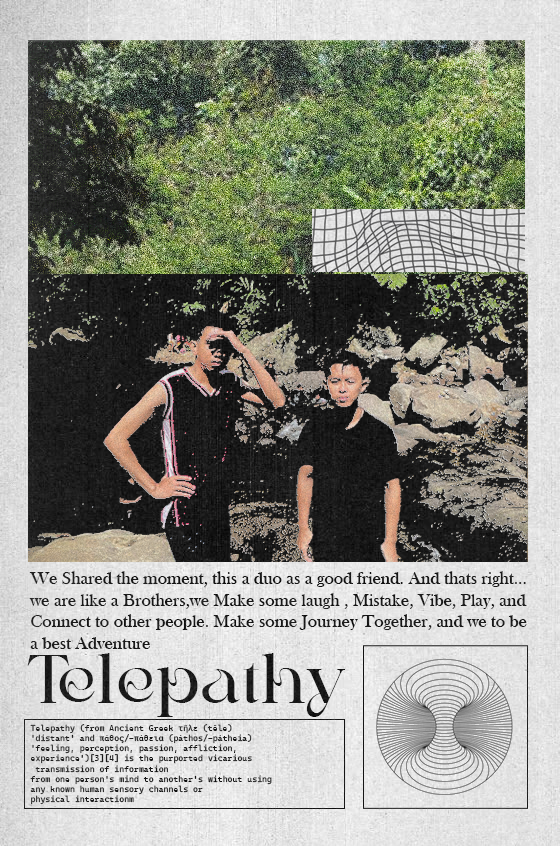 We Shared the moment, this a duo as a good friend. And thats right...
we are like a Brothers,we Make some laugh , Mistake, Vibe, Play, and
Connect to other people. Make some Journey Together, and we to be
a best Adventure
Telepathy
Telepathy (from Ancient Greek τῆλε (têle)
'distant' and πάθος/-πάθεια (páthos/-pátheia)
'feeling, perception, passion, affliction,
experience')[3][4] is the purported vicarious
transmission of information
from one person's mind to another's without using
any known human sensory channels or
physical interactionm